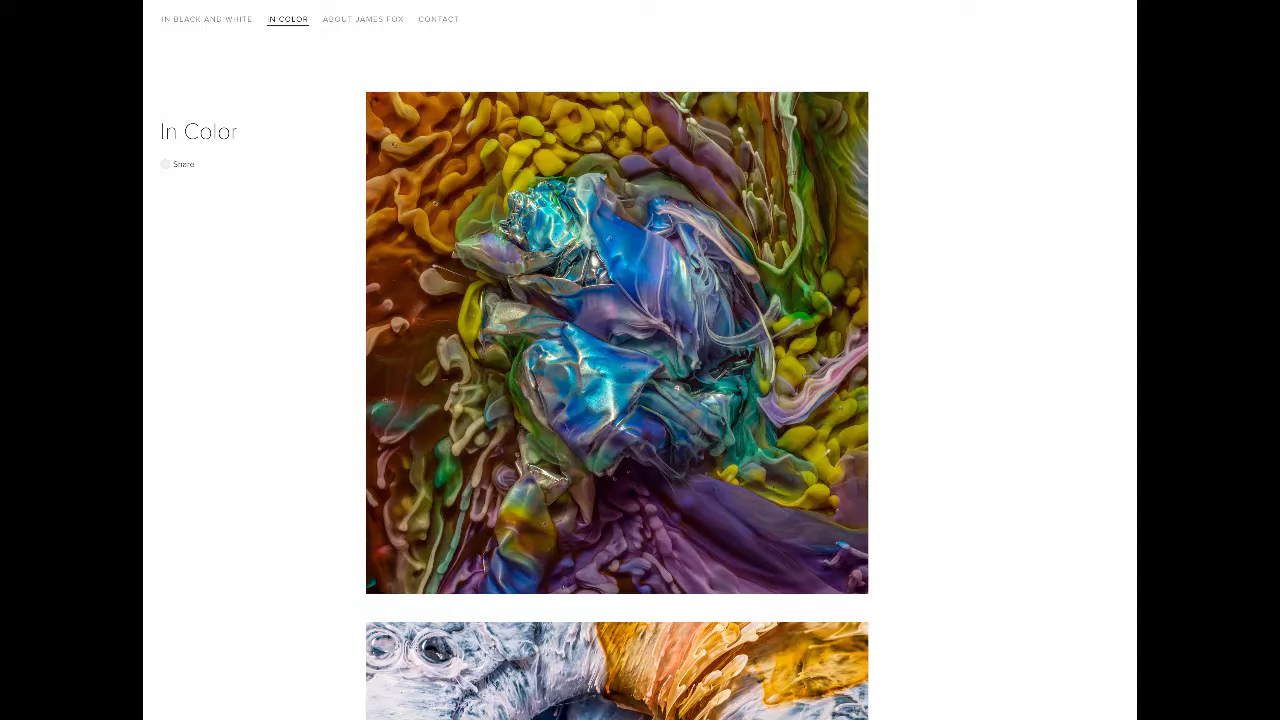 IN BLACK AND WHITE IN COLOR ABOUT JAMES FOX CONTACT
In Color
Share